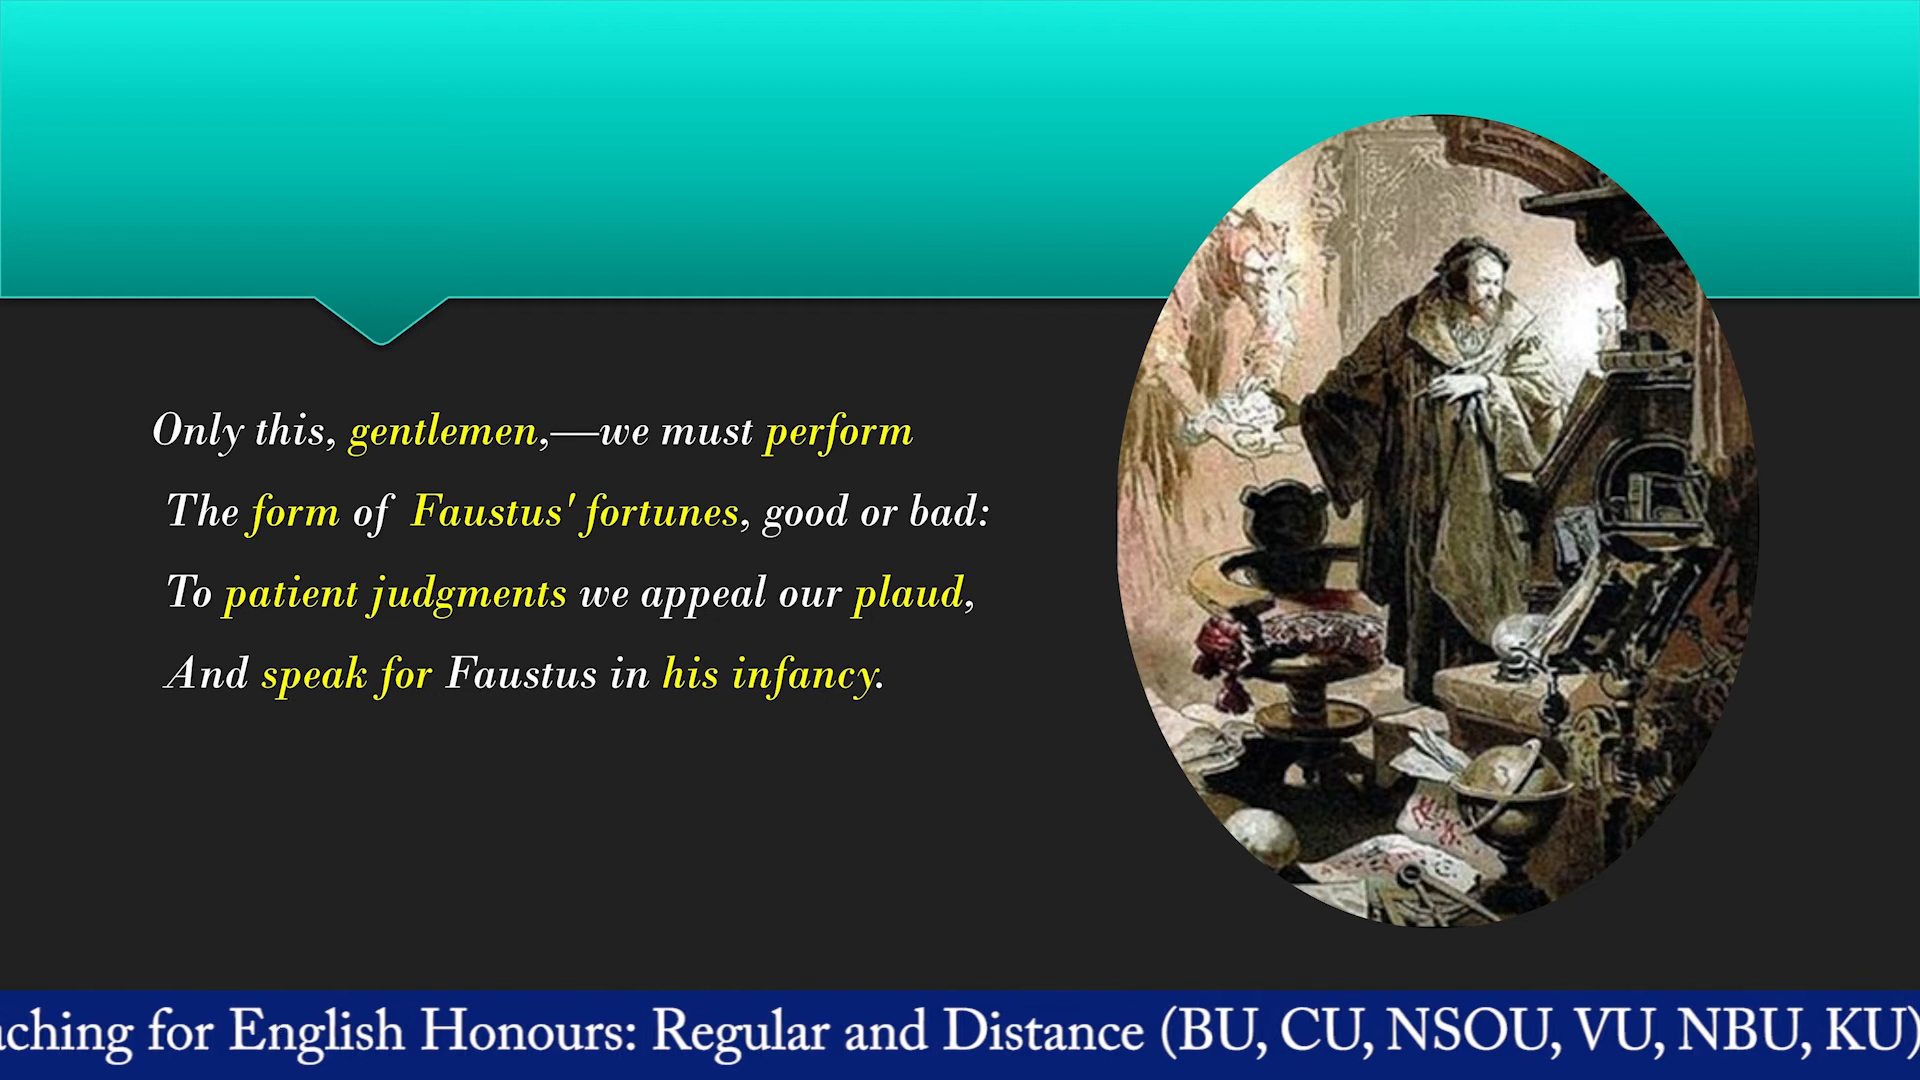 Only this, gentlemen,—we must perform
The form of Faustus' fortunes, good or bad:
To patient judgments we appeal our plaud,
And speak for Faustus in his infancy.
aching for English Honours: Regular and Distance (BU, CU, NSOU, VU, NBU, KU)